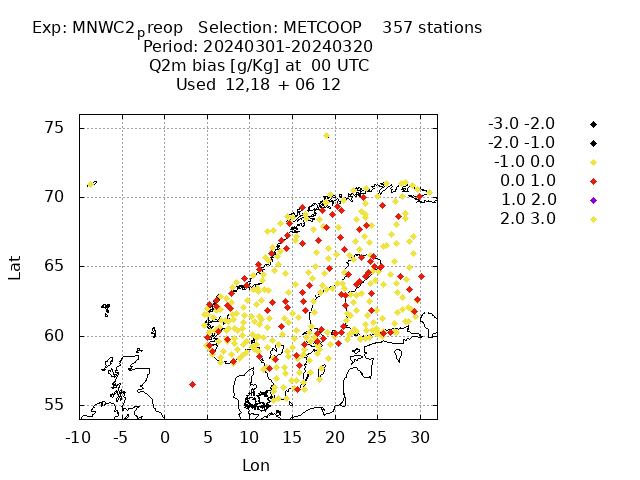 Exp: MNWC2preop   Selection: METCOOP    357 stations
Period: 20240301-20240320
Q2m bias [g/Kg] at  00 UTC
Used  12,18 + 06 12
-3.0 -2.0
-2.0 -1.0
-1.0 0.0
0.0 1.0
1.0 2.0
2.0 3.0
75
70
65
60
55
Lat
-10 -5 0 5 10 15 20 25 30
Lon